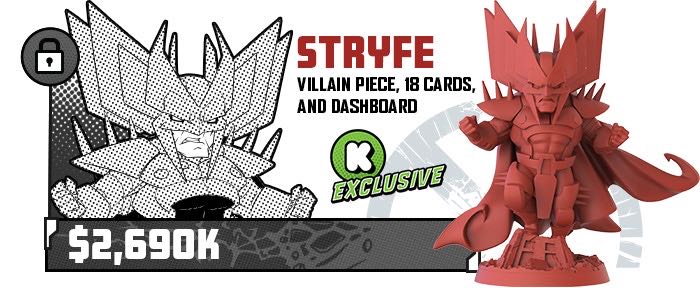 STRYFE
VILLAIN PIECE, 18 CARDS,
AND DASHBOARD
K
EXCLUSIVE
$2,690K